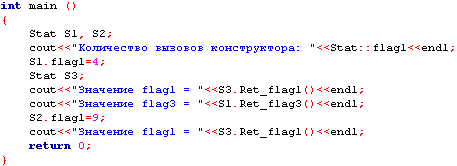 int main ()
{
Stat S1, S2;
cout<<"Количество вызовов конструктора: "<<Stat::flag1<<endl;
S1.flag1=4;
Stat S3;
cout<<"Значение flag1 = "<<S3.Ret_flag1()<<endl;
cout<<"Значение flag3 = "<<S1.Ret_flag3()<<endl;
S2.flag1=9;
cout<<"Значение flag1 = "<<S3.Ret_flag1()<<endl;
return 0;
}